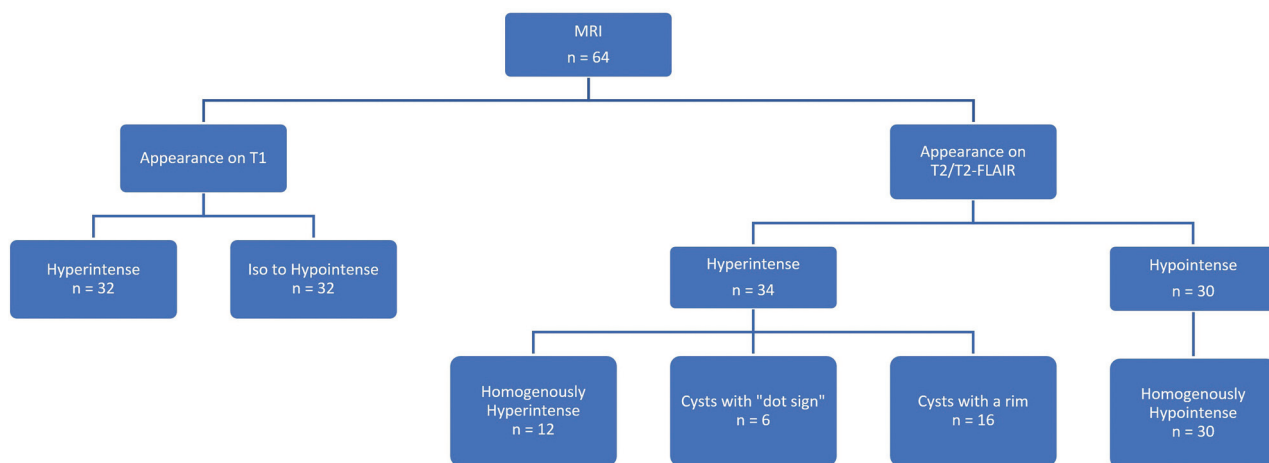 MRI
n = 64
Appearance on T1
Appearance on
T2/T2-FLAIR
Hyperintense
n = 32
Iso to Hypointense
n = 32
Hyperintense
n = 34
Hypointense
n = 30
Homogenously
Hyperintense
n = 12
Cysts with "dot sign"
n = 6
Cysts with a rim
n = 16
Homogenously
Hypointense
n = 30